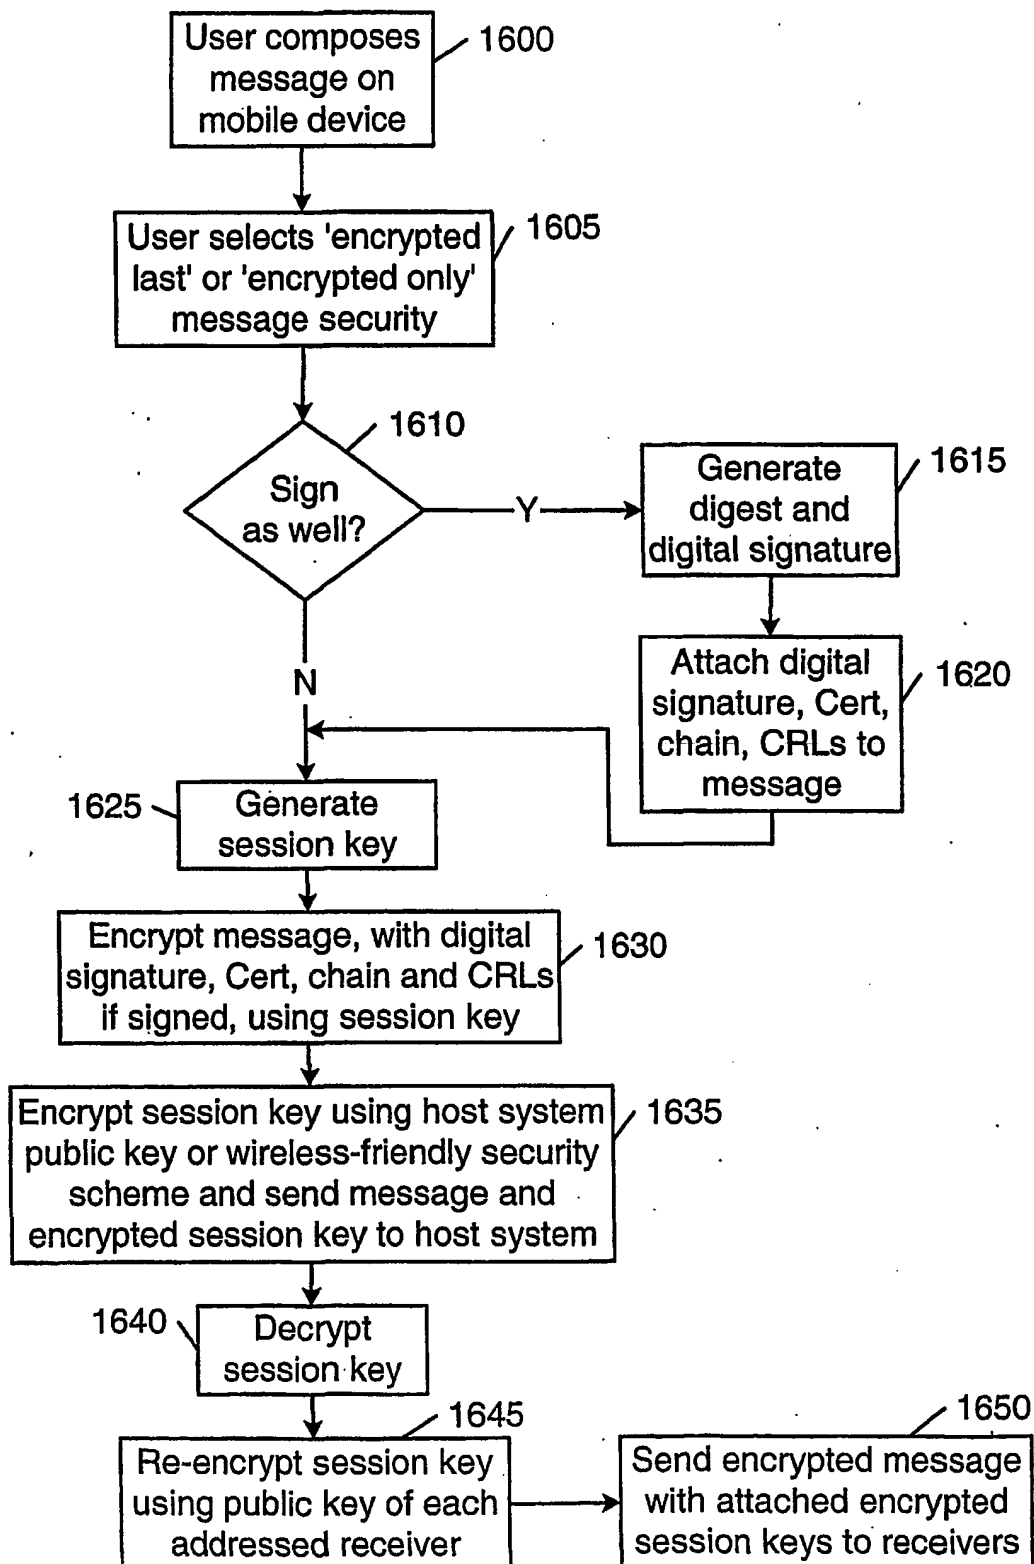 User composes
message on
mobile device
1600
User selects 'encrypted
last' or 'encrypted only'
message security
1605
Sign
as well?
1610
Y
Generate
digest and
digital signature
1615
Attach digital
signature, Cert,
chain, CRLs to
message
1620
N
1625
Generate
session key
Encrypt message, with digital
signature, Cert, chain and CRLs
if signed, using session key
1630
Encrypt session key using host system
public key or wireless-friendly security
scheme and send message and
encrypted session key to host system
1635
1640
Decrypt
session key
1645
Re-encrypt session key
using public key of each
addressed receiver
1650
Send encrypted message
with attached encrypted
session keys to receivers